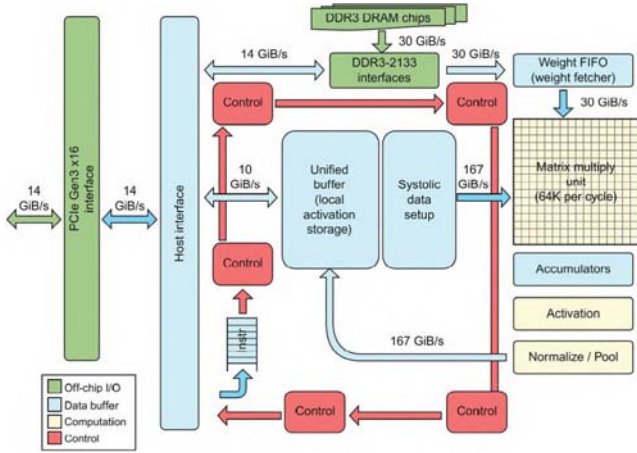 DDR3 DRAM chips
14 GiB/s
30 GiB/s
30 GiB/s
DDR3-2133
interfaces
Weight FIFO
(weight fetcher)
Control
Control
30 GiB/s
14
GiB/s
PCIe Gen3 x16
interface
14
GiB/s
Host interface
10
GiB/s
Unified
buffer
(local
activation
storage)
Systolic
data
setup
167
GiB/s
Matrix multiply
unit
(64K per cycle)
Control
Accumulators
Activation
Instr
167 GiB/s
Normalize / Pool
Off-chip I/O
Data buffer
Computation
Control
Control
Control